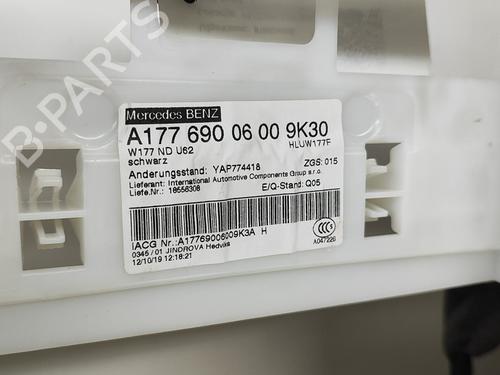 B-PARTS
Mercedes BENZ
A177 690 06 00 9K30
W177 ND U62 HLUW177F
schwarz
Änderungsstand: YAP774418 ZGS: 015
Lieferant: International Automotive Components Group s.r.o.
Liefe.Nr.: 18556308 E/Q-Stand: Q05
IACG Nr.:A17769006009K3A H
0345 / 01 JINDROVA Hedvika
12/10/19 12:18:21
CCC
A047226